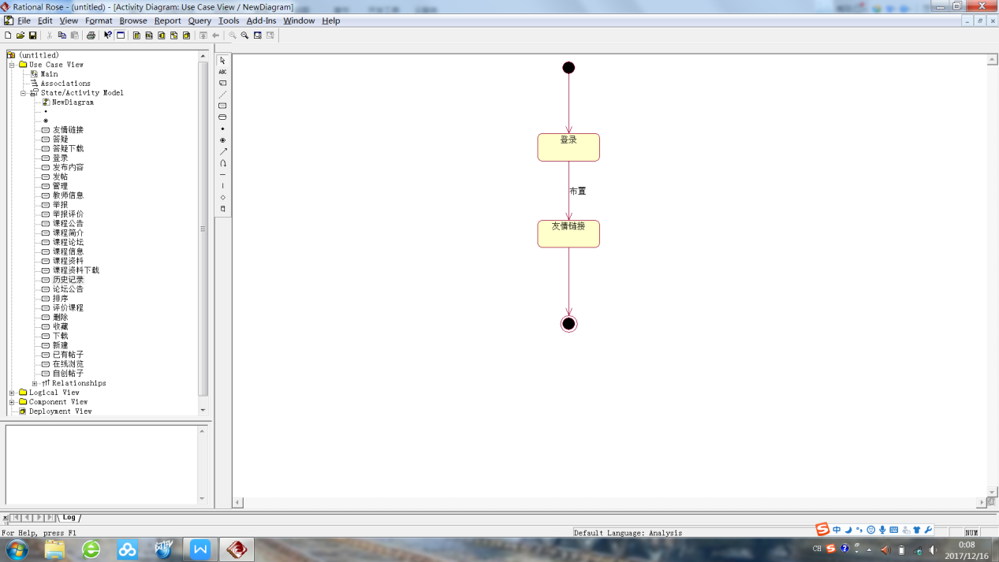 Rational Rose - (untitled) - [Activity Diagram: Use Case View / NewDiagram]
File Edit View Format Browse Report Query Tools Add-Ins Window Help
(untitled)
Use Case View
Main
Associations
State/Activity Model
NewDiagram
友情链接
答疑
答疑下载
登录
发布内容
发帖
管理
教师信息
举报
举报评价
课程公告
课程简介
课程论坛
课程信息
课程资料
课程资料下载
历史记录
论坛公告
排序
评价课程
删除
收藏
下载
新建
已有帖子
在线浏览
自创帖子
Relationships
Logical View
Component View
Deployment View
ABC
登录
布置
友情链接
Log
For Help, press F1
Default Language: Analysis
NUM
中
CH
0:08
2017/12/16